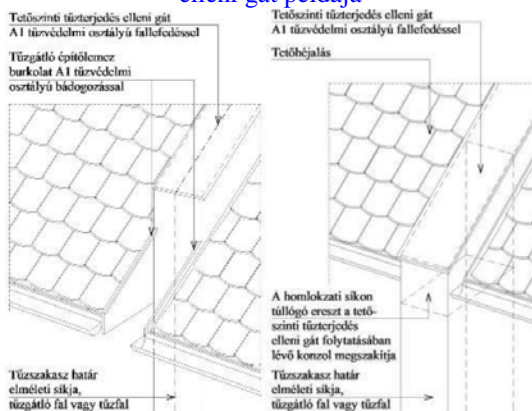 elleni gát példája
Tetőszinti tűzterjedés elleni gát
A1 tűzvédelmi osztályú fallefedéssel
Tűzgátló építőlemez
burkolat A1 tűzvédelmi
osztályú bádogozással
Tűzszakasz határ
elméleti síkja,
tűzgátló fal vagy tűzfal
Tetőszinti tűzterjedés elleni gát
A1 tűzvédelmi osztályú fallefedéssel
Tetőhéjalás
A homlokzati síkon
túllógó ereszt a tető-
szinti tűzterjedés
elleni gát folytatásában
lévő konzol megszakítja
Tűzszakasz határ
elméleti síkja,
tűzgátló fal vagy tűzfal